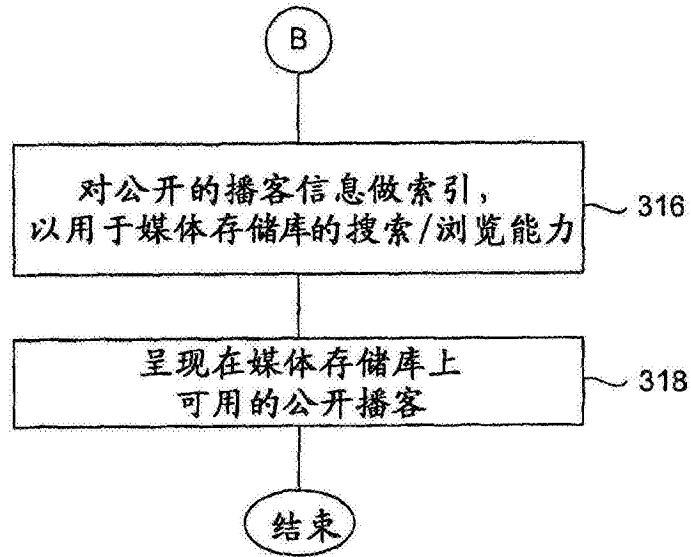 B
对公开的播客信息做索引，
以用于媒体存储库的搜索/浏览能力
316
呈现在媒体存储库上
可用的公开播客
318
结束